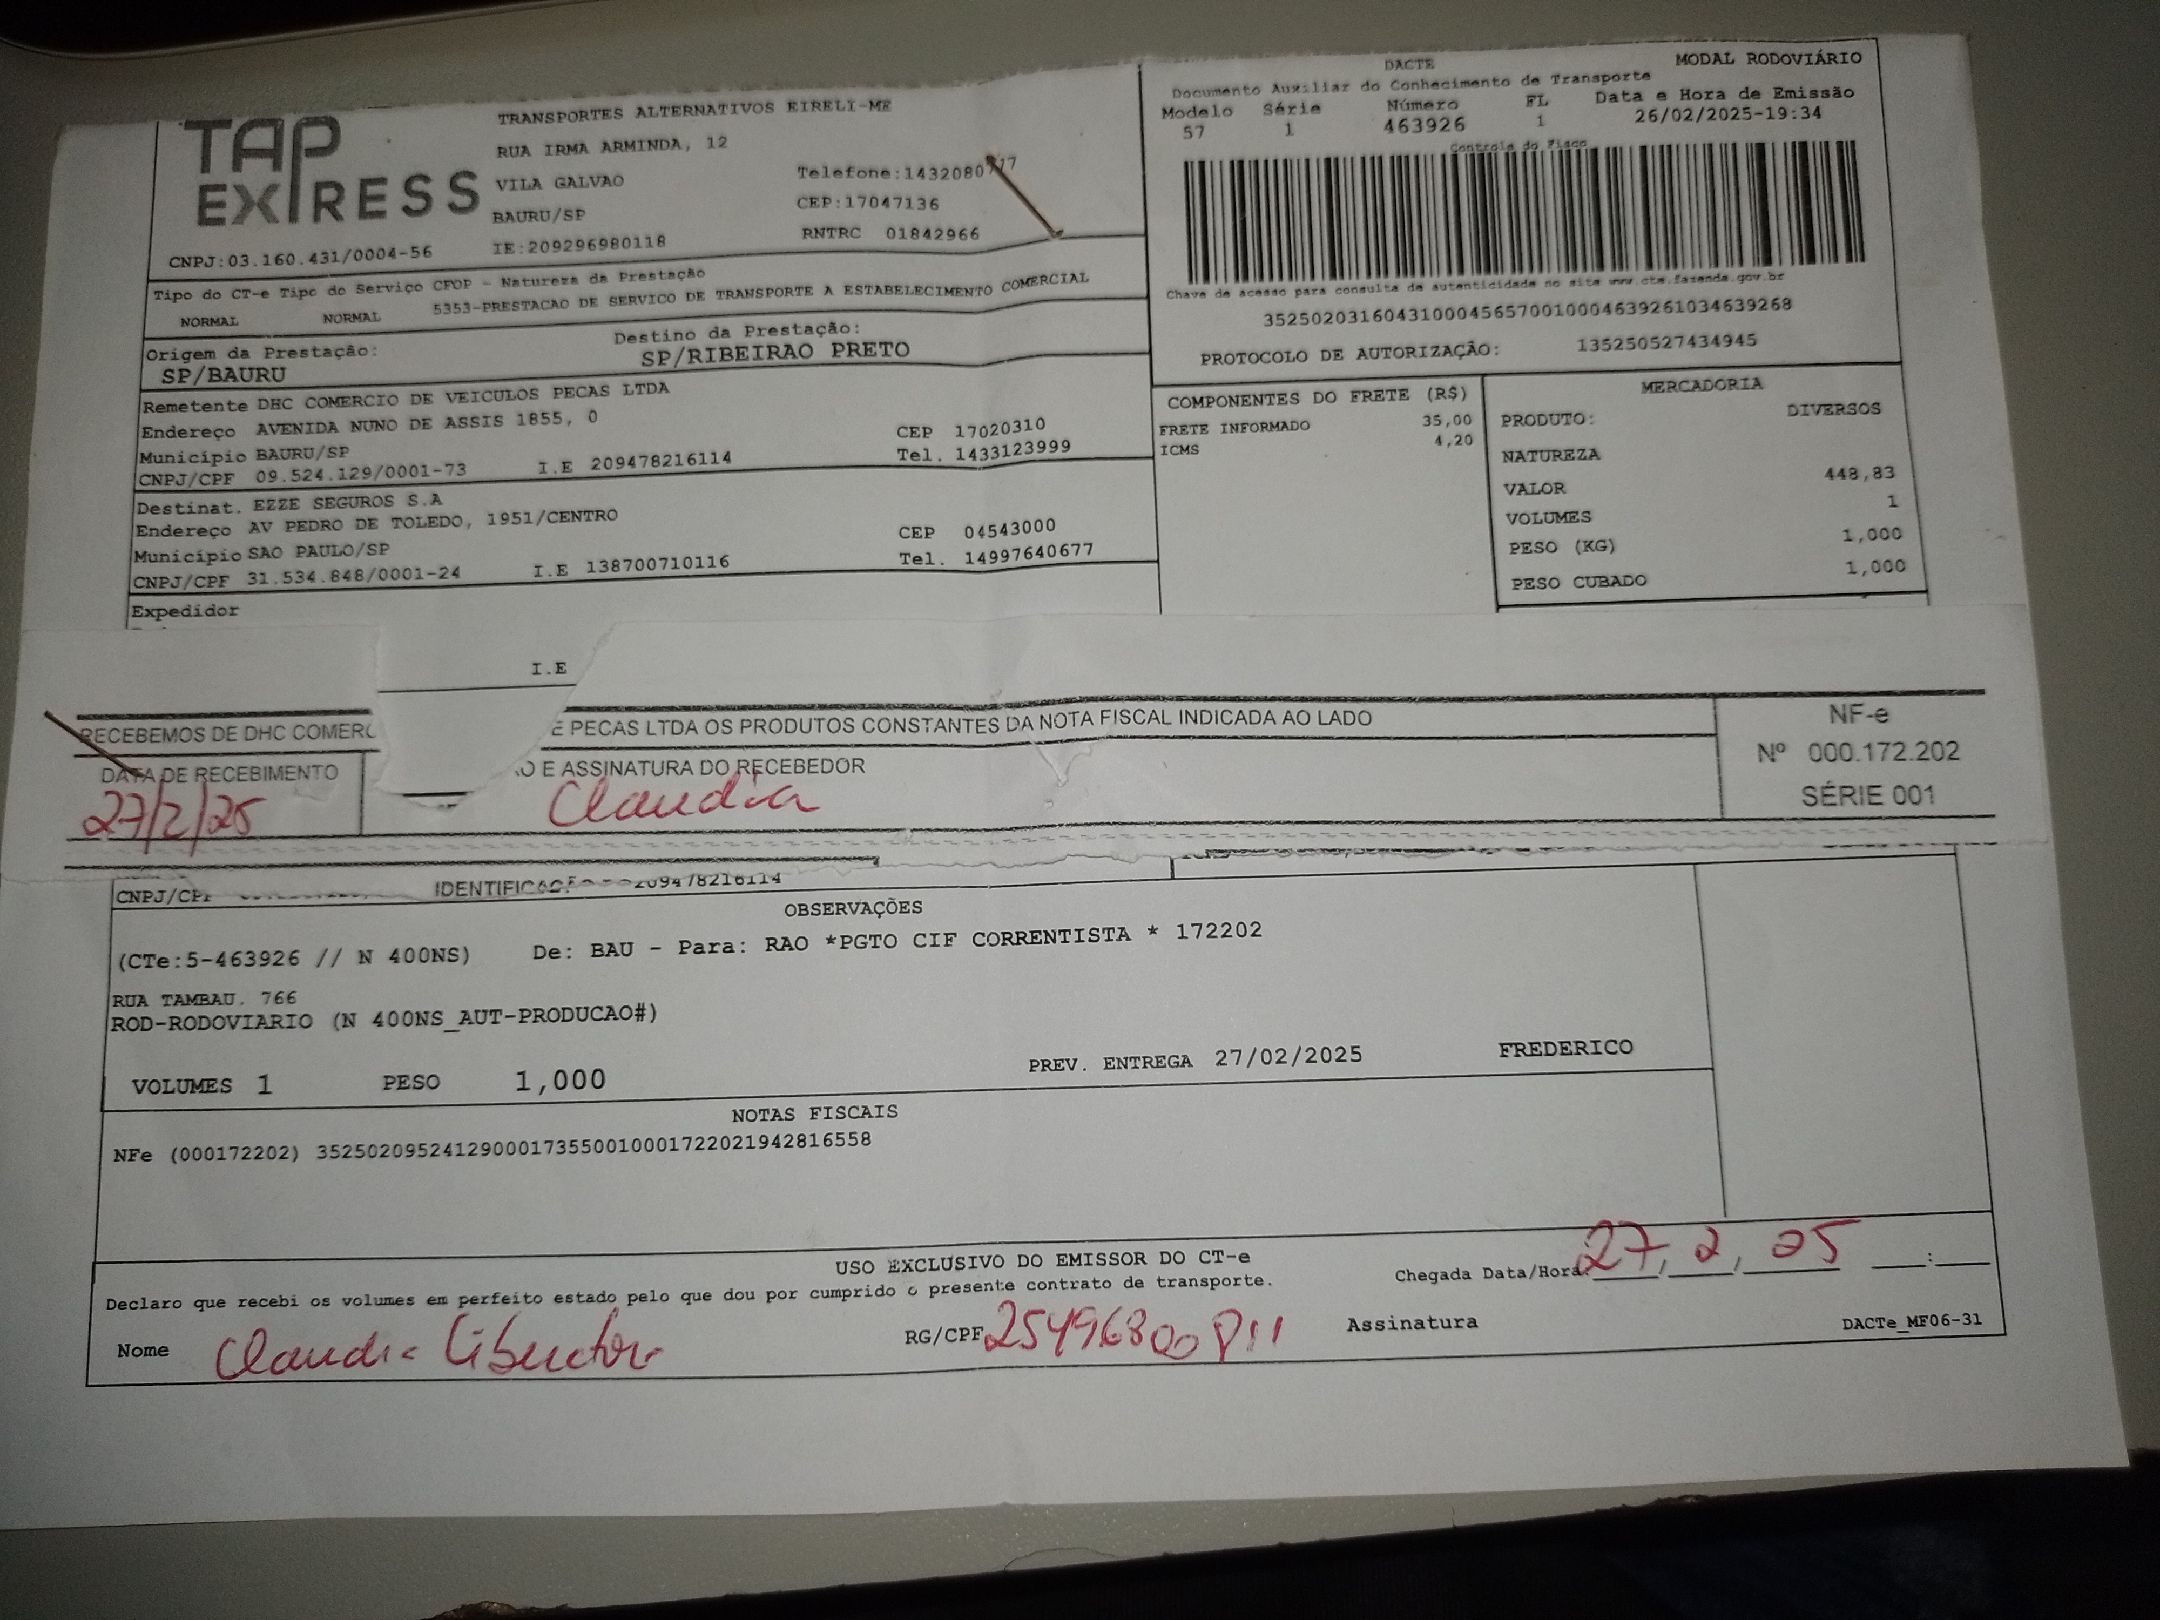 TAP
EXPRESS
CNPJ:03.160.431/0004-56
TRANSPORTES ALTERNATIVOS EIRELI-ME
RUA IRMA ARMINDA, 12
VILA GALVAO
Telefone:1432080
BAURU/SP
CEP:17047136
IE:209296980118
RNTRC 01842966
DACTE
MODAL RODOVIÁRIO
Documento Auxiliar do Conhecimento de Transporte
Modelo Série Número FL Data e Hora de Emissão
57 1 463926 1 26/02/2025-19:34
Controle do Fisco
Chave de acesso para consulta de autenticidade no site www.cte.fazenda.gov.br
35250203160431000456570010004639261034639268
PROTOCOLO DE AUTORIZAÇÃO: 135250527434945
Tipo do CT-e Tipo do Serviço CFOP - Natureza da Prestação
NORMAL NORMAL 5353-PRESTACAO DE SERVICO DE TRANSPORTE A ESTABELECIMENTO COMERCIAL
Origem da Prestação: Destino da Prestação:
SP/BAURU SP/RIBEIRAO PRETO
Remetente DHC COMERCIO DE VEICULOS PECAS LTDA
Endereço AVENIDA NUNO DE ASSIS 1855, 0 CEP 17020310
Município BAURU/SP Tel. 1433123999
CNPJ/CPF 09.524.129/0001-73 I.E 209478216114
Destinat. EZZE SEGUROS S.A
Endereço AV PEDRO DE TOLEDO, 1951/CENTRO CEP 04543000
Município SAO PAULO/SP Tel. 14997640677
CNPJ/CPF 31.534.848/0001-24 I.E 138700710116
Expedidor
COMPONENTES DO FRETE (R$)
FRETE INFORMADO 35,00
ICMS 4,20
MERCADORIA
PRODUTO: DIVERSOS
NATUREZA
VALOR 448,83
VOLUMES 1
PESO (KG) 1,000
PESO CUBADO 1,000
I.E
RECEBEMOS DE DHC COMERC E PECAS LTDA OS PRODUTOS CONSTANTES DA NOTA FISCAL INDICADA AO LADO
DATA DE RECEBIMENTO
27/2/25
O E ASSINATURA DO RECEBEDOR
Claudia
NF-e
Nº 000.172.202
SÉRIE 001
CNPJ/CPF
209478216114
OBSERVAÇÕES
(CTe:5-463926 // N 400NS) De: BAU - Para: RAO *PGTO CIF CORRENTISTA * 172202
RUA TAMBAU. 766
ROD-RODOVIARIO (N 400NS_AUT-PRODUCAO#)
VOLUMES 1 PESO 1,000 PREV. ENTREGA 27/02/2025 FREDERICO
NOTAS FISCAIS
NFe (000172202) 35250209524129000173550010001722021942816558
USO EXCLUSIVO DO EMISSOR DO CT-e
Declaro que recebi os volumes em perfeito estado pelo que dou por cumprido o presente contrato de transporte.
Chegada Data/Hora: 27, 2, 25 :
Nome Claudia RG/CPF Assinatura
DACTe_MF06-31